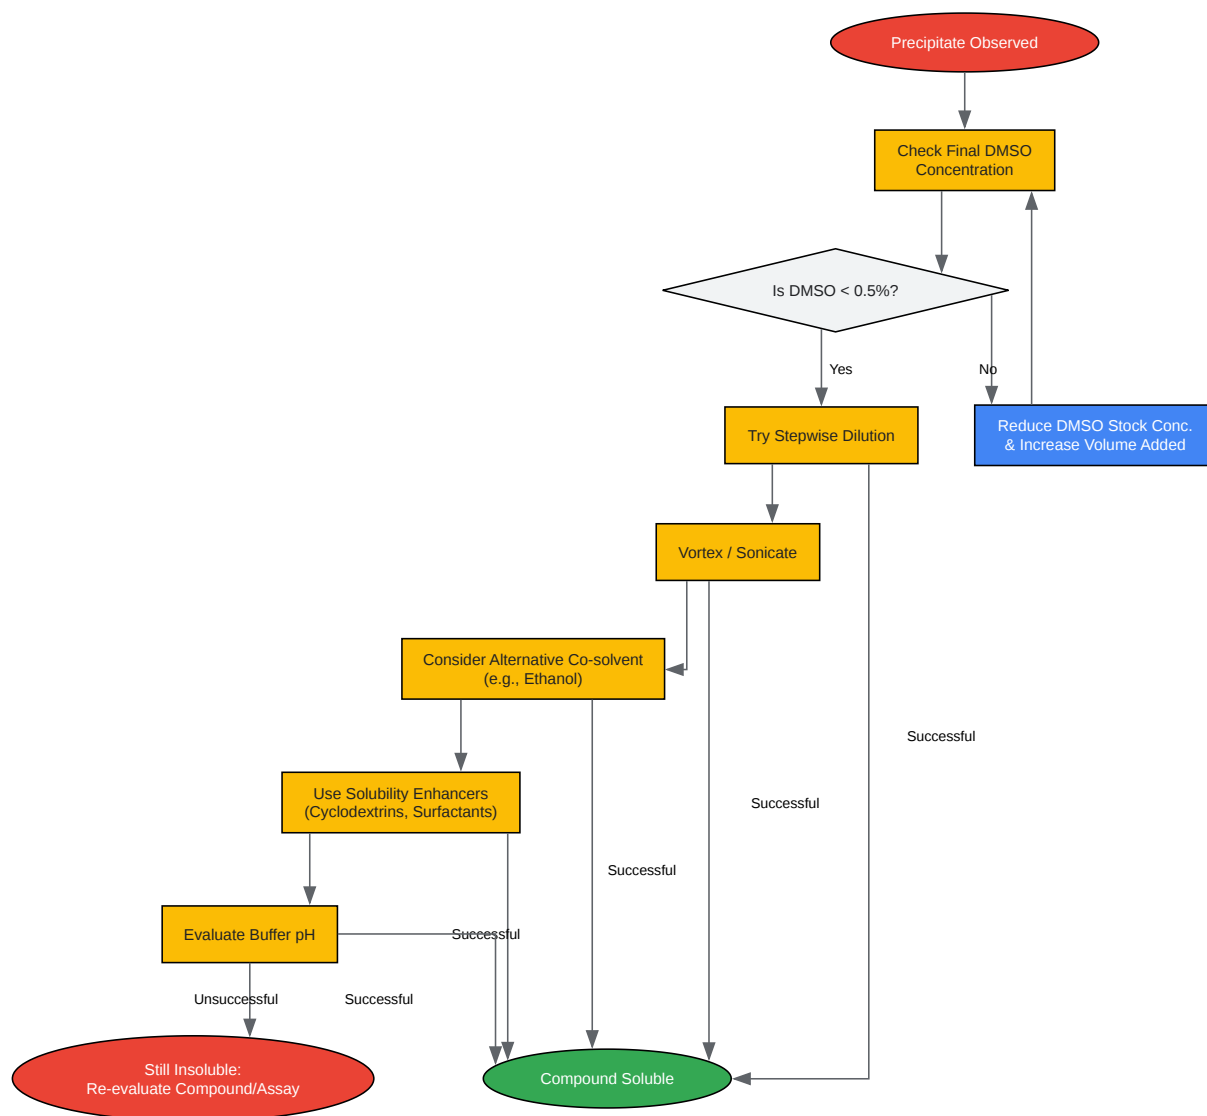 Precipitate Observed
Check Final DMSO
Concentration
Is DMSO < 0.5%?
Yes
No
Try Stepwise Dilution
Reduce DMSO Stock Conc.
& Increase Volume Added
Vortex / Sonicate
Consider Alternative Co-solvent
(e.g., Ethanol)
Successful
Use Solubility Enhancers
(Cyclodextrins, Surfactants)
Successful
Successful
Evaluate Buffer pH
Successful
Unsuccessful
Successful
Still Insoluble:
Re-evaluate Compound/Assay
Compound Soluble